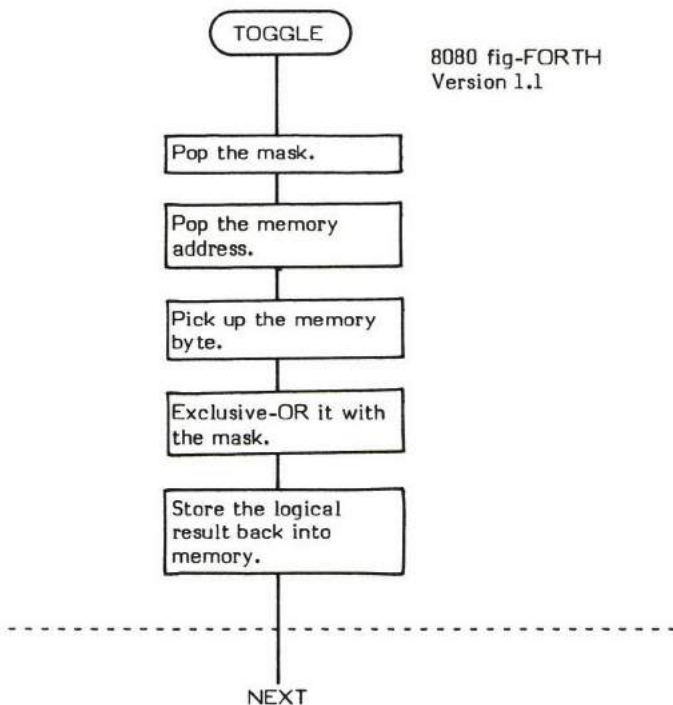 TOGGLE
8080 fig-FORTH
Version 1.1
Pop the mask.
Pop the memory
address.
Pick up the memory
byte.
Exclusive-OR it with
the mask.
Store the logical
result back into
memory.
NEXT